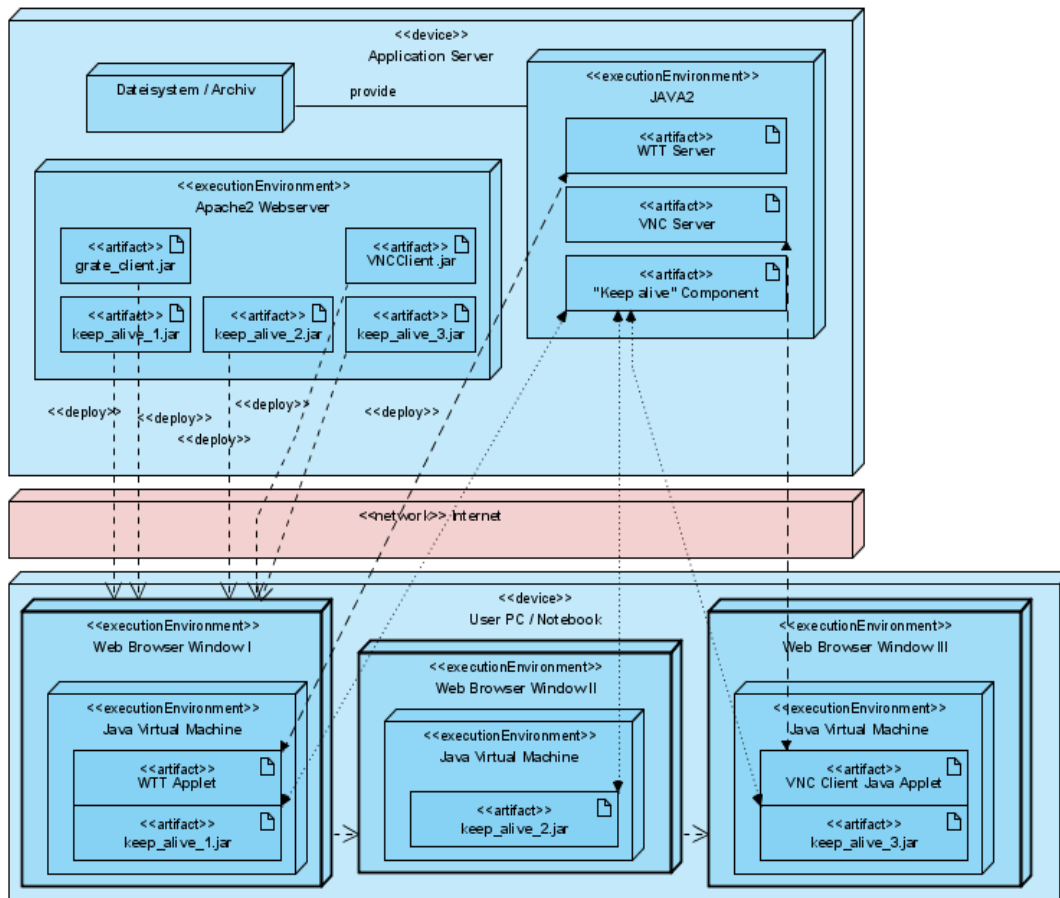 <<device>>
Application Server
Dateisystem / Archiv
provide
<<executionEnvironment>>
JAVA2
<<artifact>>
WTT Server
<<artifact>>
VNC Server
<<artifact>>
"Keep alive" Component
<<executionEnvironment>>
Apache2 Webserver
<<artifact>>
grate_client.jar
<<artifact>>
VNCClient.jar
<<artifact>>
keep_alive_1.jar
<<artifact>>
keep_alive_2.jar
<<artifact>>
keep_alive_3.jar
<<deploy>>
<<deploy>>
<<deploy>>
<<deploy>>
<<deploy>>
<<network>> Internet
<<device>>
User PC / Notebook
<<executionEnvironment>>
Web Browser Window I
<<executionEnvironment>>
Java Virtual Machine
<<artifact>>
WTT Applet
<<artifact>>
keep_alive_1.jar
<<executionEnvironment>>
Web Browser Window II
<<executionEnvironment>>
Java Virtual Machine
<<artifact>>
keep_alive_2.jar
<<executionEnvironment>>
Web Browser Window III
<<executionEnvironment>>
Java Virtual Machine
<<artifact>>
VNC Client Java Applet
<<artifact>>
keep_alive_3.jar